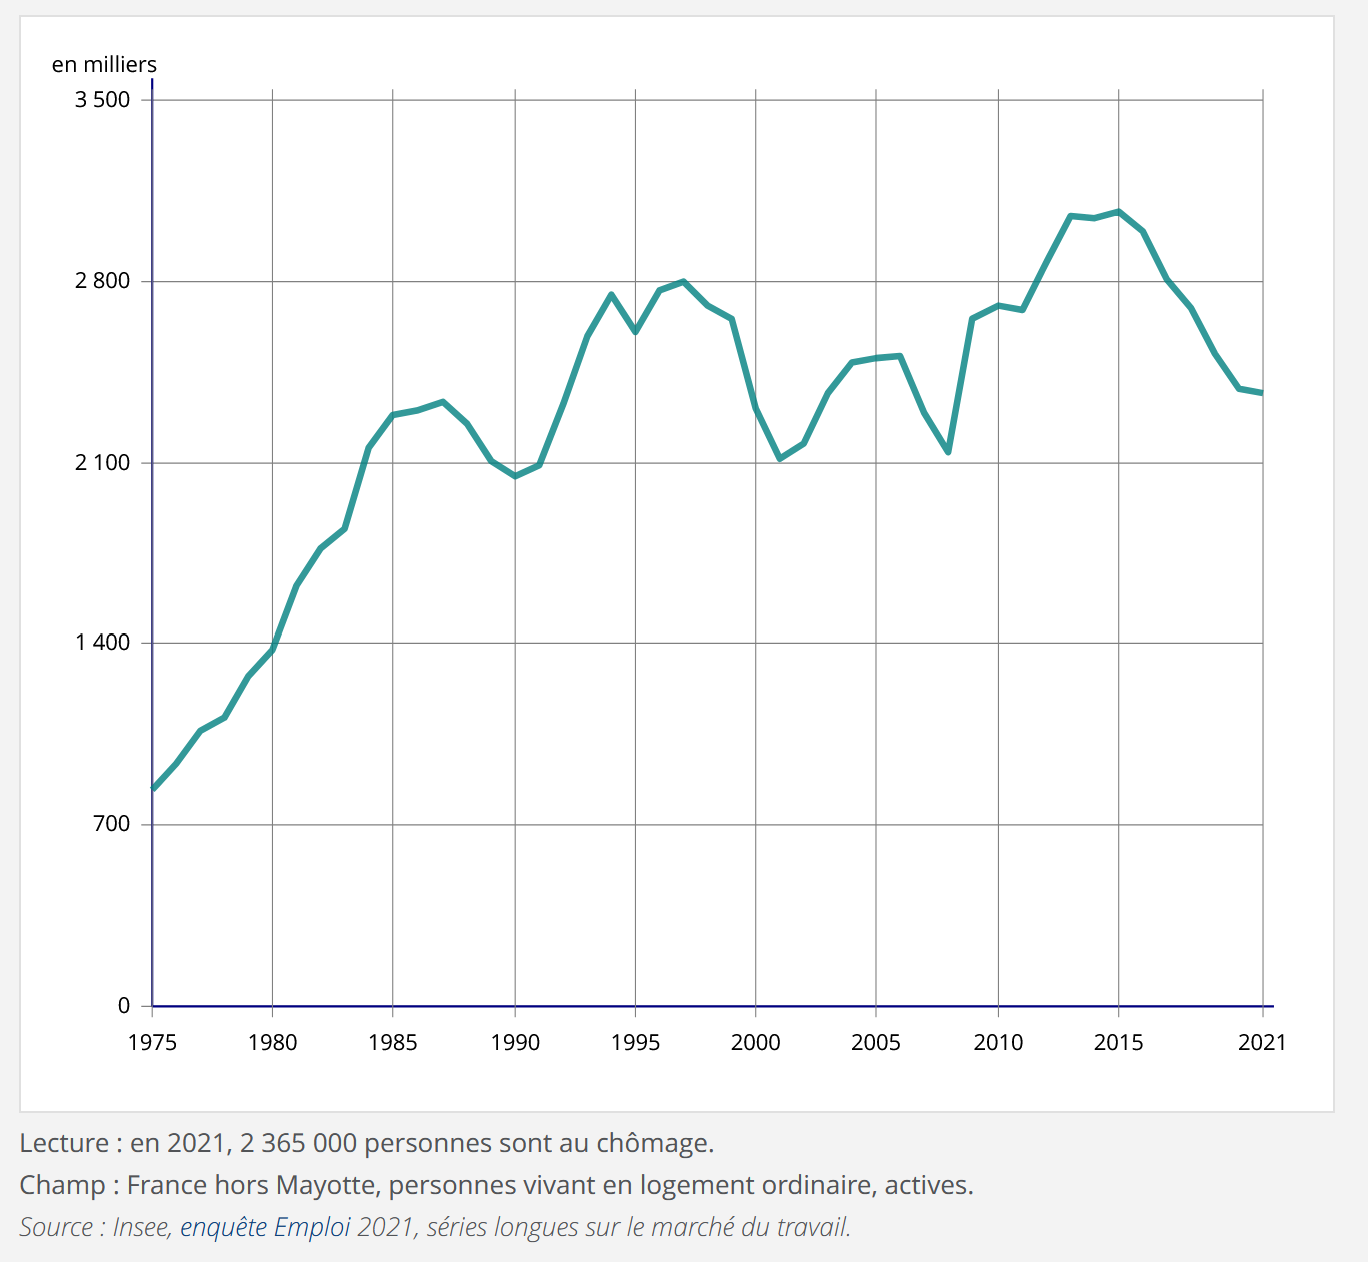 en milliers
3 500
2 800
2 100
1 400
700
0
1975 1980 1985 1990 1995 2000 2005 2010 2015 2021
Lecture : en 2021, 2 365 000 personnes sont au chômage.
Champ : France hors Mayotte, personnes vivant en logement ordinaire, actives.
Source : Insee, enquête Emploi 2021, séries longues sur le marché du travail.